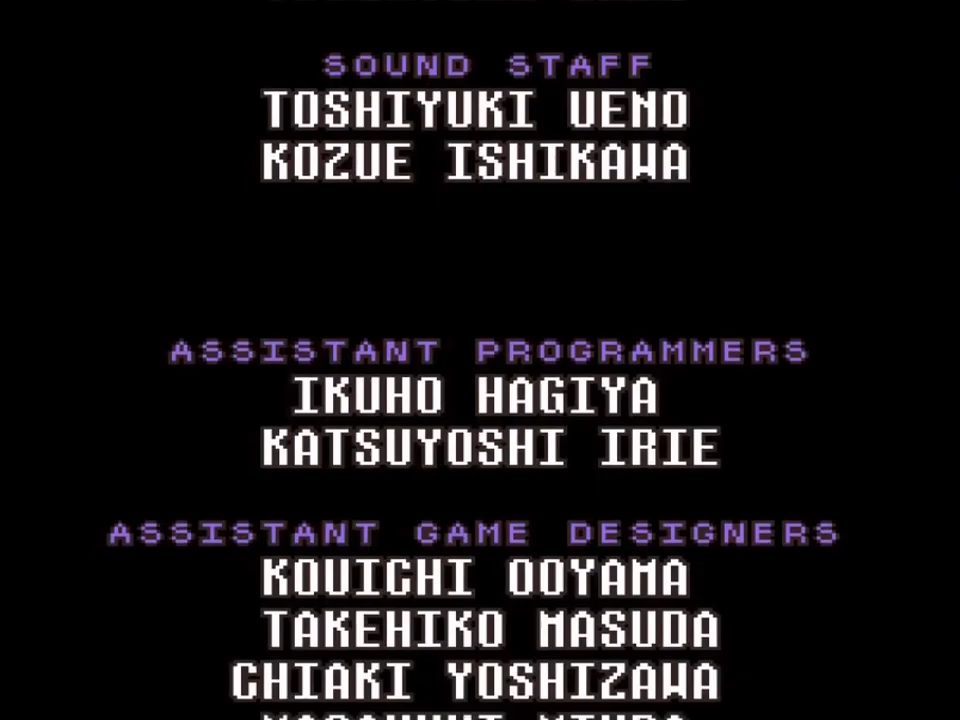 SOUND STAFF
TOSHIYUKI UENO
KOZUE ISHIKAWA
ASSISTANT PROGRAMMERS
IKUHO HAGIYA
KATSUYOSHI IRIE
ASSISTANT GAME DESIGNERS
KOUICHI OOYAMA
TAKEHIKO MASUDA
CHIAKI YOSHIZAWA